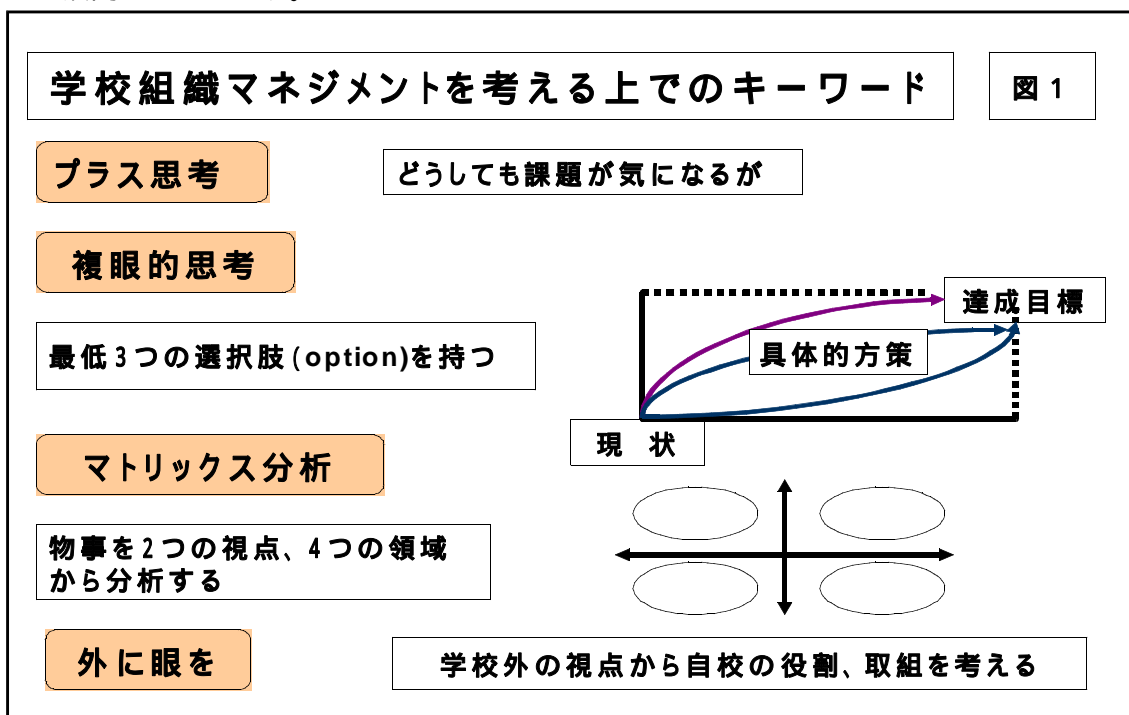 学校組織マネジメントを考える上でのキーワード
図1
プラス思考
どうしても課題が気になるが
複眼的思考
最低3つの選択肢(option)を持つ
達成目標
具体的方策
現 状
マトリックス分析
物事を2つの視点、4つの領域
から分析する
外に眼を
学校外の視点から自校の役割、取組を考える